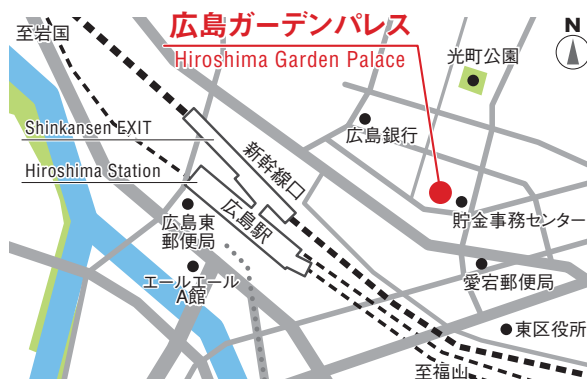 広島ガーデンパレス
Hiroshima Garden Palace
至岩国
N
光町公園
Shinkansen EXIT
広島銀行
新幹線口
Hiroshima Station
広島駅
貯金事務センター
広島東
郵便局
愛宕郵便局
エールエール
A館
東区役所
至福山